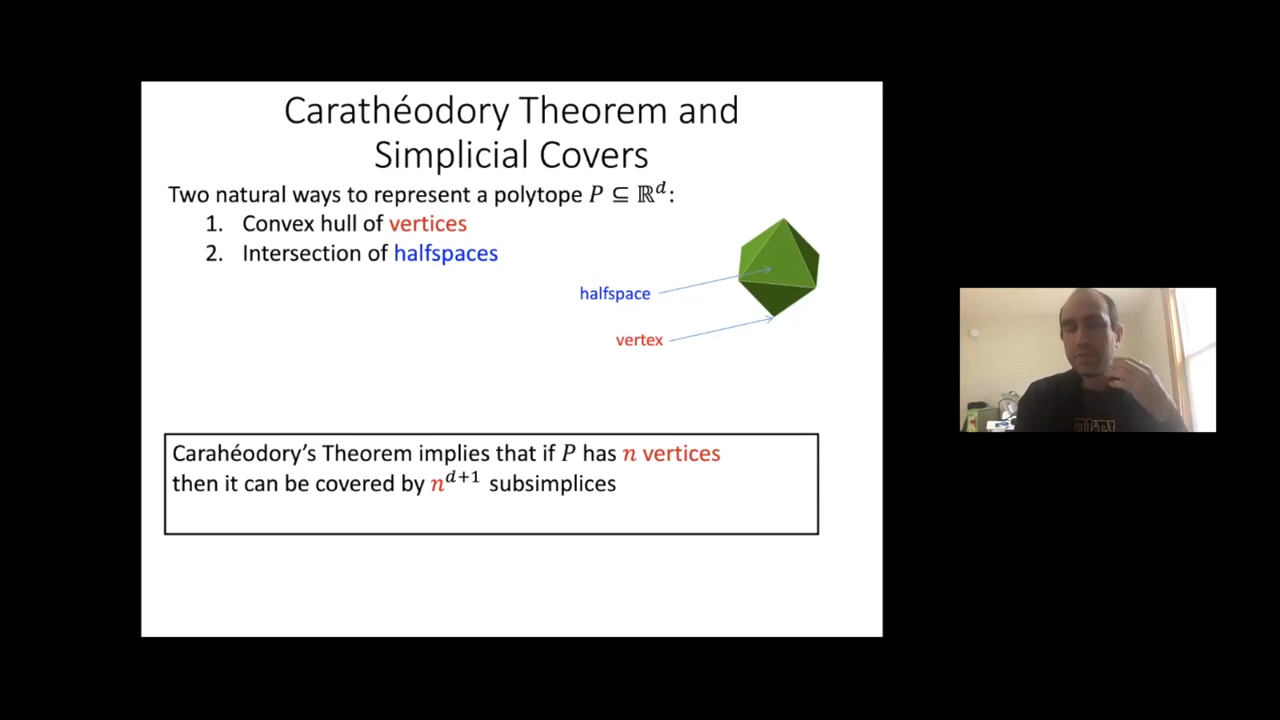 Carathéodory Theorem and
Simplicial Covers
Two natural ways to represent a polytope P ⊆ ℝ^d:
1. Convex hull of vertices
2. Intersection of halfspaces
halfspace
vertex
Carahéodory's Theorem implies that if P has n vertices
then it can be covered by n^{d+1} subsimplices